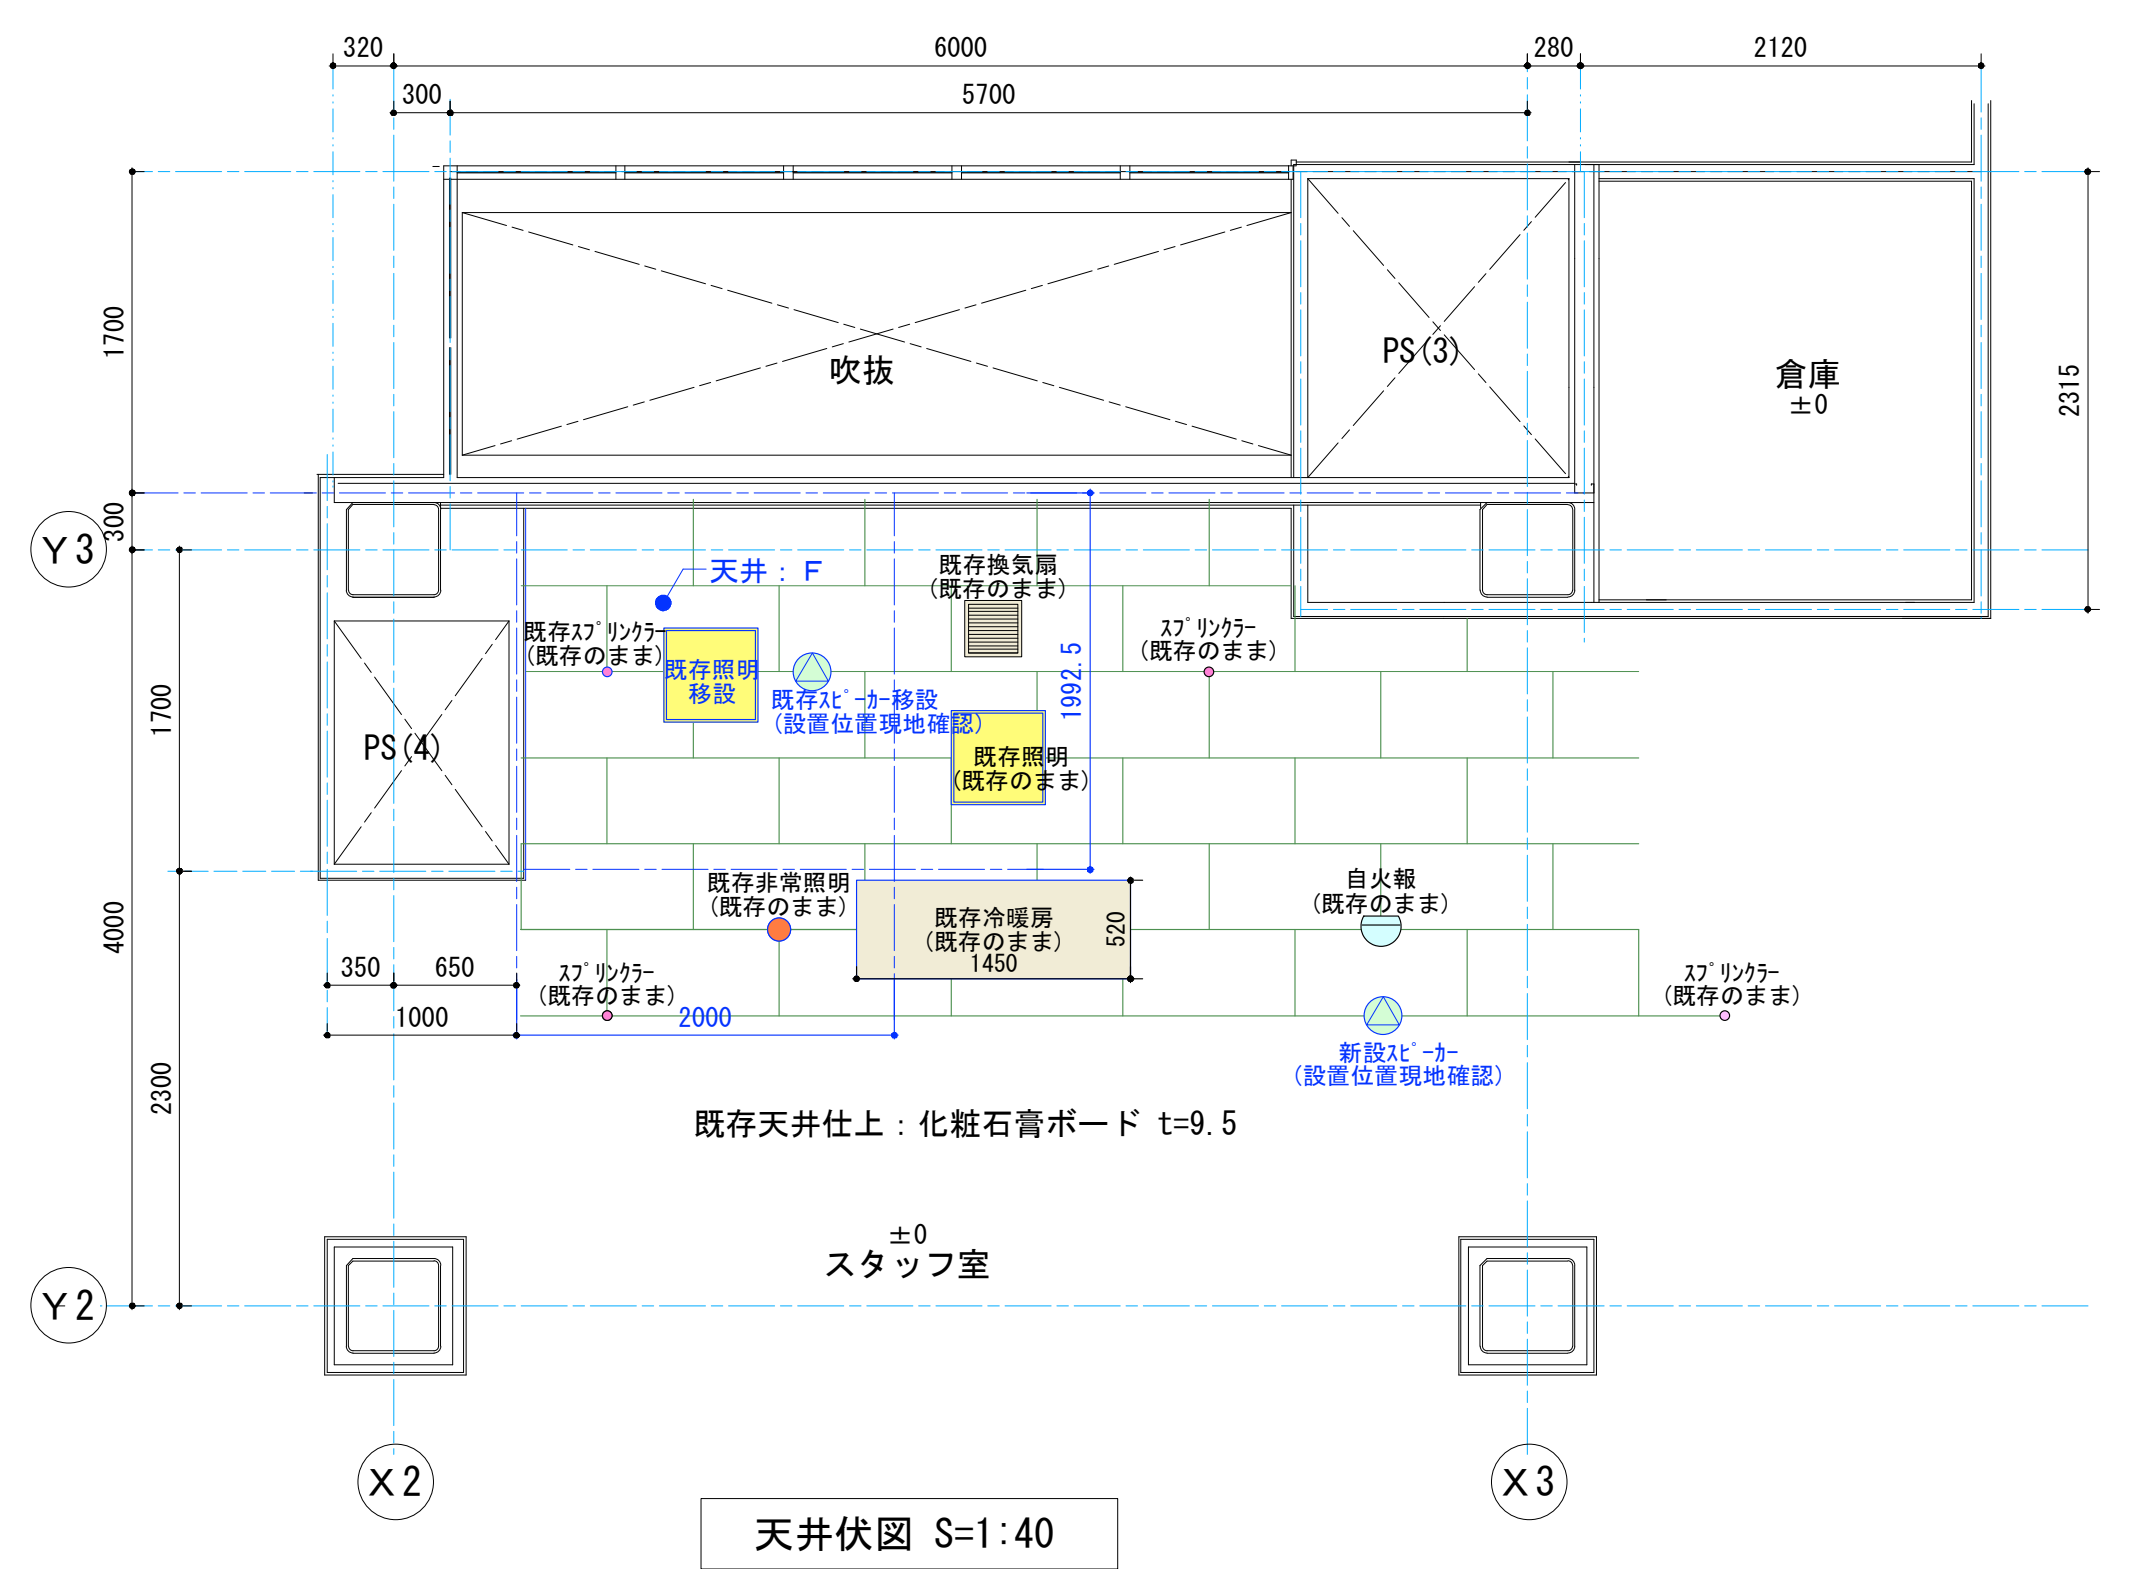 320
6000
280
2120
300
5700
1700
吹抜
PS(3)
倉庫
±0
2315
300
Y3
天井：F
既存換気扇
(既存のまま)
既存ｽﾌﾟﾘﾝｸﾗｰ
(既存のまま)
既存照明
移設
既存ｽﾋﾟｰｶｰ移設
(設置位置現地確認)
ｽﾌﾟﾘﾝｸﾗｰ
(既存のまま)
1992.5
1700
PS(4)
既存照明
(既存のまま)
4000
既存非常照明
(既存のまま)
既存冷暖房
(既存のまま)
1450
520
自火報
(既存のまま)
350
650
ｽﾌﾟﾘﾝｸﾗｰ
(既存のまま)
ｽﾌﾟﾘﾝｸﾗｰ
(既存のまま)
1000
2000
新設ｽﾋﾟｰｶｰ
(設置位置現地確認)
2300
既存天井仕上：化粧石膏ボード t=9.5
±0
スタッフ室
Y2
X2
X3
天井伏図 S=1:40